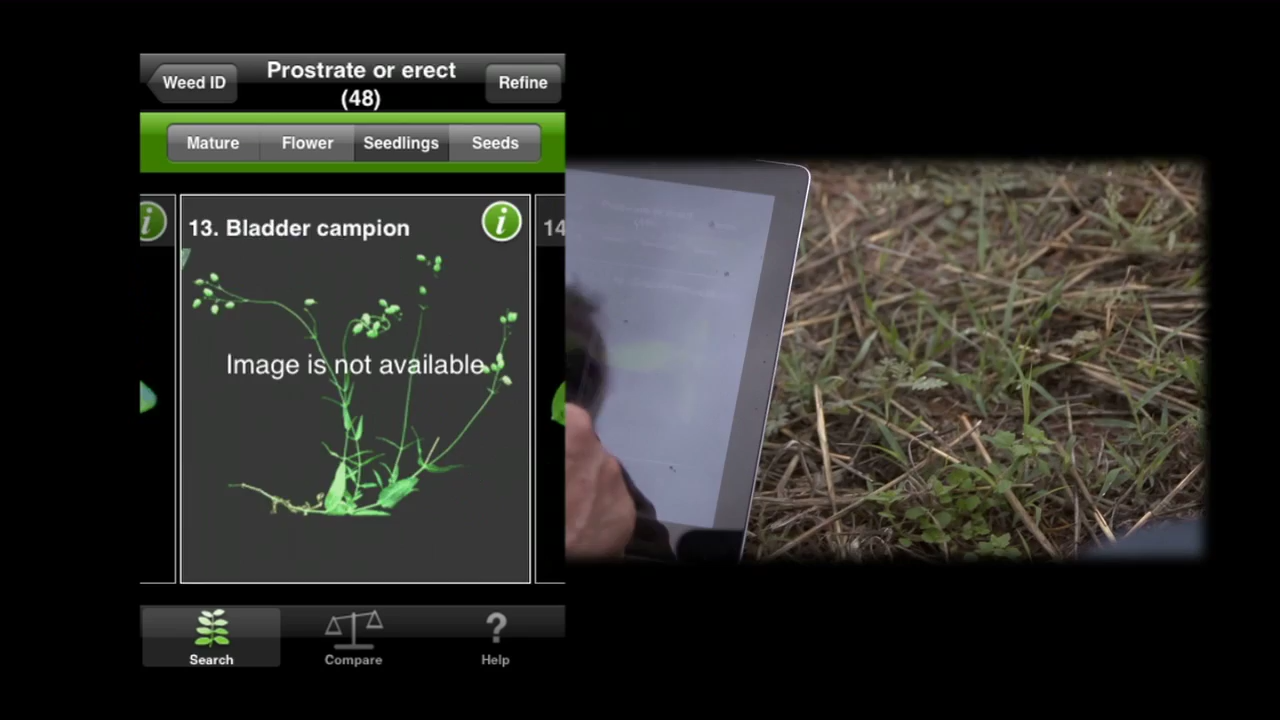 Weed ID
Prostrate or erect
(48)
Refine
Mature
Flower
Seedlings
Seeds
13. Bladder campion
14
Image is not available
Search
Compare
? 
Help